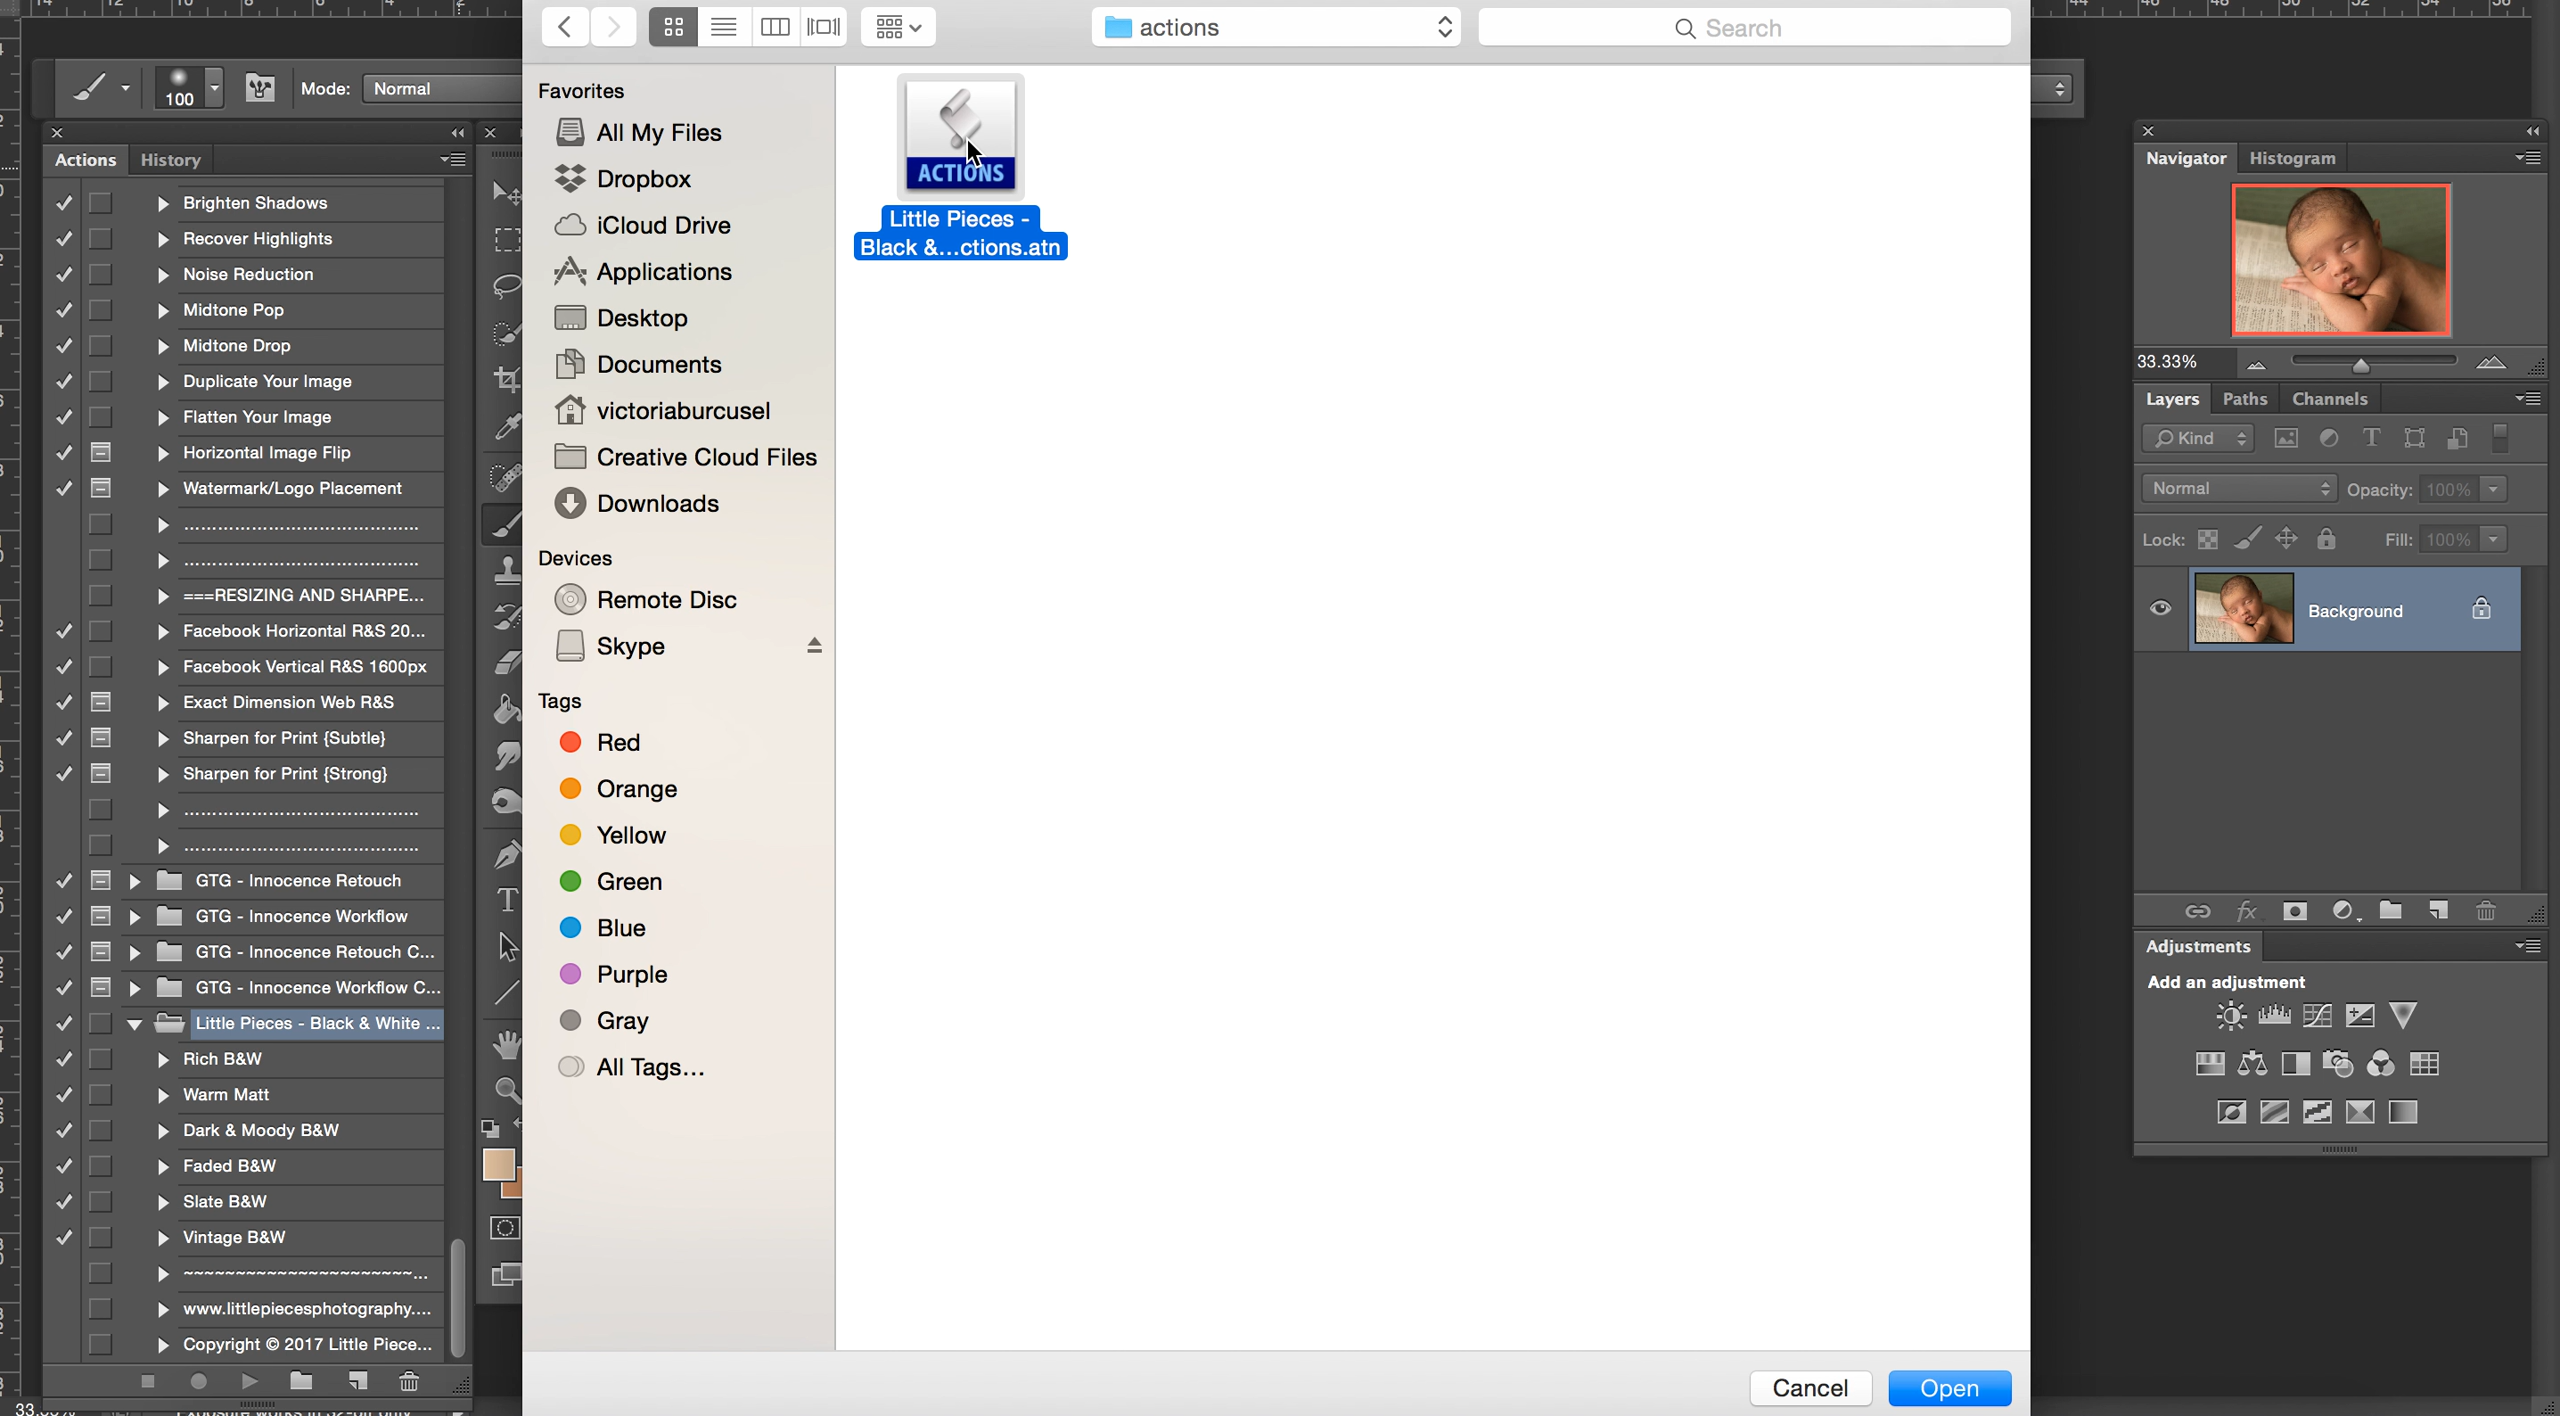 actions
Search
100
Mode:
Normal
Actions
History
Brighten Shadows
Recover Highlights
Noise Reduction
Midtone Pop
Midtone Drop
Duplicate Your Image
Flatten Your Image
Horizontal Image Flip
Watermark/Logo Placement
.......................................
.......................................
===RESIZING AND SHARPE...
Facebook Horizontal R&S 20...
Facebook Vertical R&S 1600px
Exact Dimension Web R&S
Sharpen for Print {Subtle}
Sharpen for Print {Strong}
.......................................
.......................................
GTG - Innocence Retouch
GTG - Innocence Workflow
GTG - Innocence Retouch C...
GTG - Innocence Workflow C...
Little Pieces - Black & White ...
Rich B&W
Warm Matt
Dark & Moody B&W
Faded B&W
Slate B&W
Vintage B&W
~~~~~~~~~~~~~~~~~~~~~~...
www.littlepiecesphotography....
Copyright © 2017 Little Piece...
Favorites
All My Files
Dropbox
iCloud Drive
Applications
Desktop
Documents
victoriaburcusel
Creative Cloud Files
Downloads
Devices
Remote Disc
Skype
Tags
Red
Orange
Yellow
Green
Blue
Purple
Gray
All Tags...
ACTIONS
Little Pieces -
Black &...ctions.atn
Cancel
Open
Navigator
Histogram
33.33%
Layers
Paths
Channels
Kind
Normal
Opacity: 100%
Lock:
Fill: 100%
Background
Adjustments
Add an adjustment